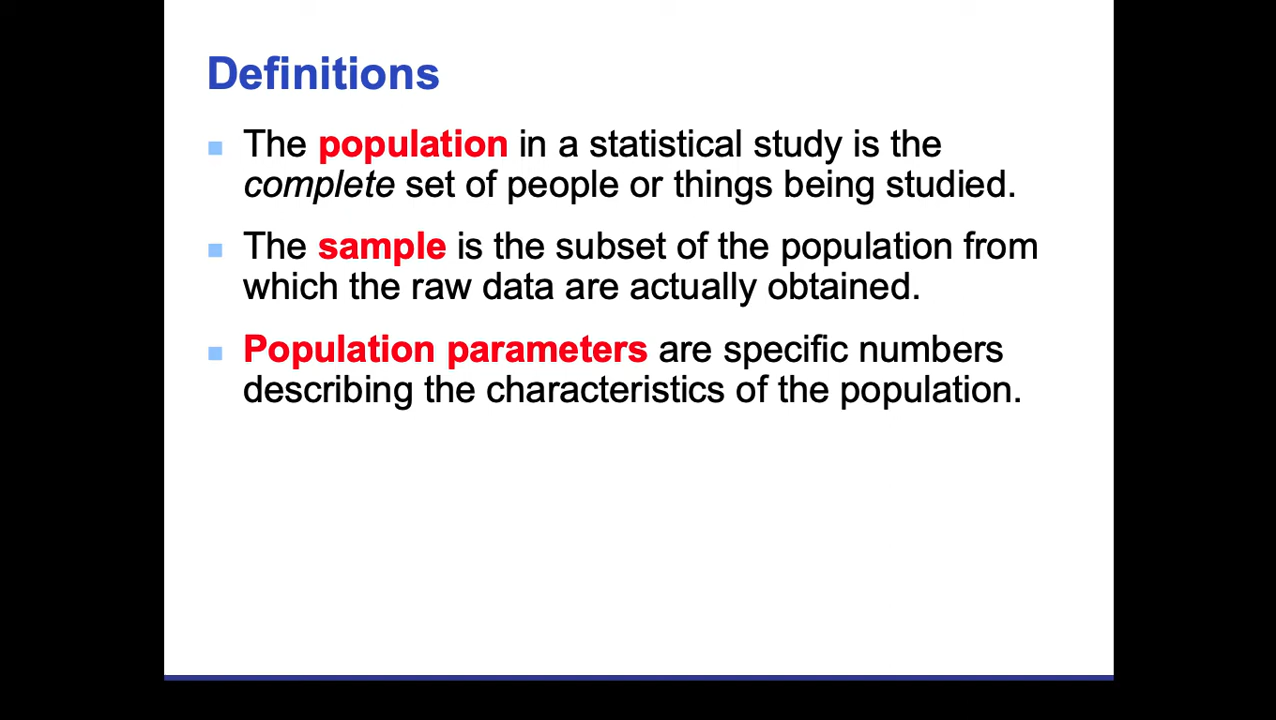 Definitions
The population in a statistical study is the
complete set of people or things being studied.
The sample is the subset of the population from
which the raw data are actually obtained.
Population parameters are specific numbers
describing the characteristics of the population.